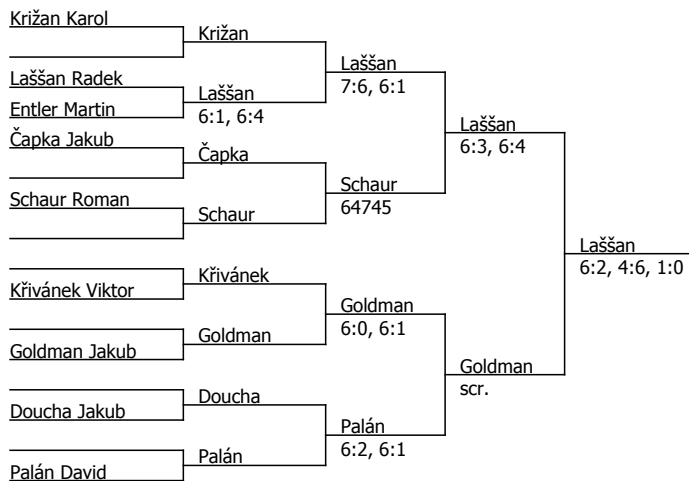 Križan Karol
Laššan Radek
Entler Martin
Čapka Jakub
Schaur Roman
Křivánek Viktor
Goldman Jakub
Doucha Jakub
Palán David
Križan
Laššan
6:1, 6:4
Čapka
Schaur
Křivánek
Goldman
Doucha
Palán
Laššan
7:6, 6:1
Schaur
64745
Goldman
6:0, 6:1
Palán
6:2, 6:1
Laššan
6:3, 6:4
Goldman
scr.
Laššan
6:2, 4:6, 1:0